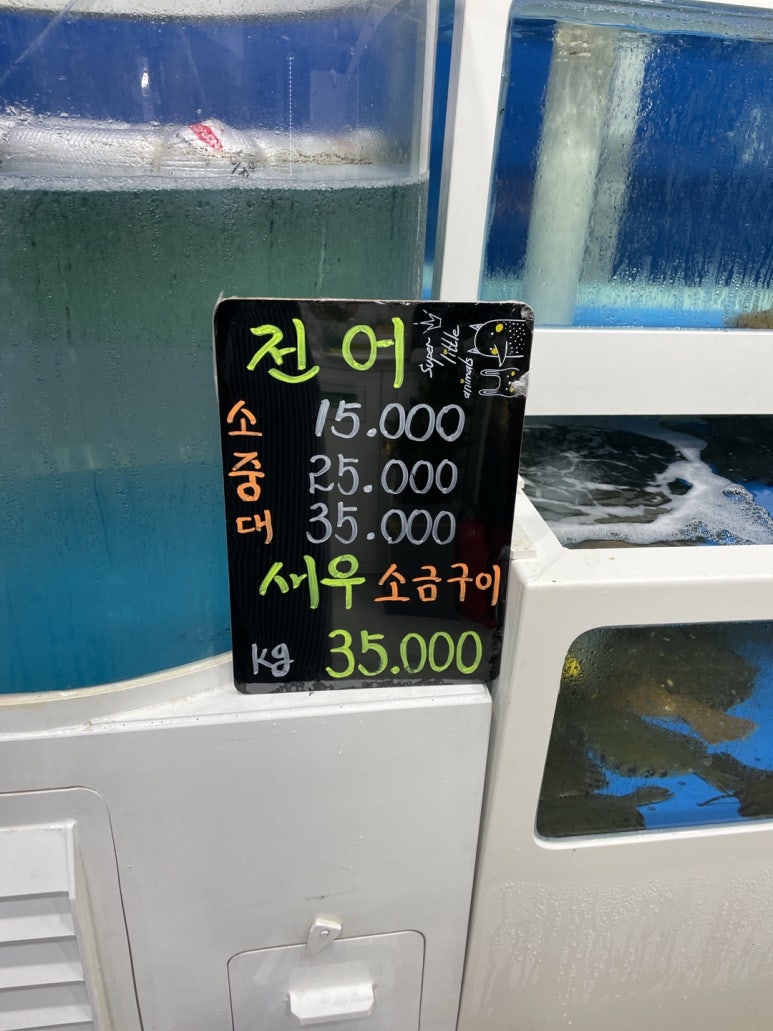 전어
super little animals
소 15.000
중 25.000
대 35.000
새우 소금구이
kg 35.000